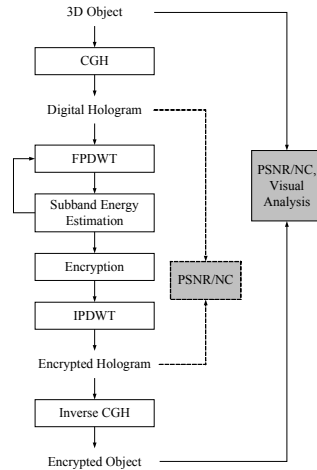 3D Object
CGH
Digital Hologram
FPDWT
Subband Energy
Estimation
Encryption
IPDWT
Encrypted Hologram
Inverse CGH
Encrypted Object
PSNR/NC
PSNR/NC,
Visual
Analysis